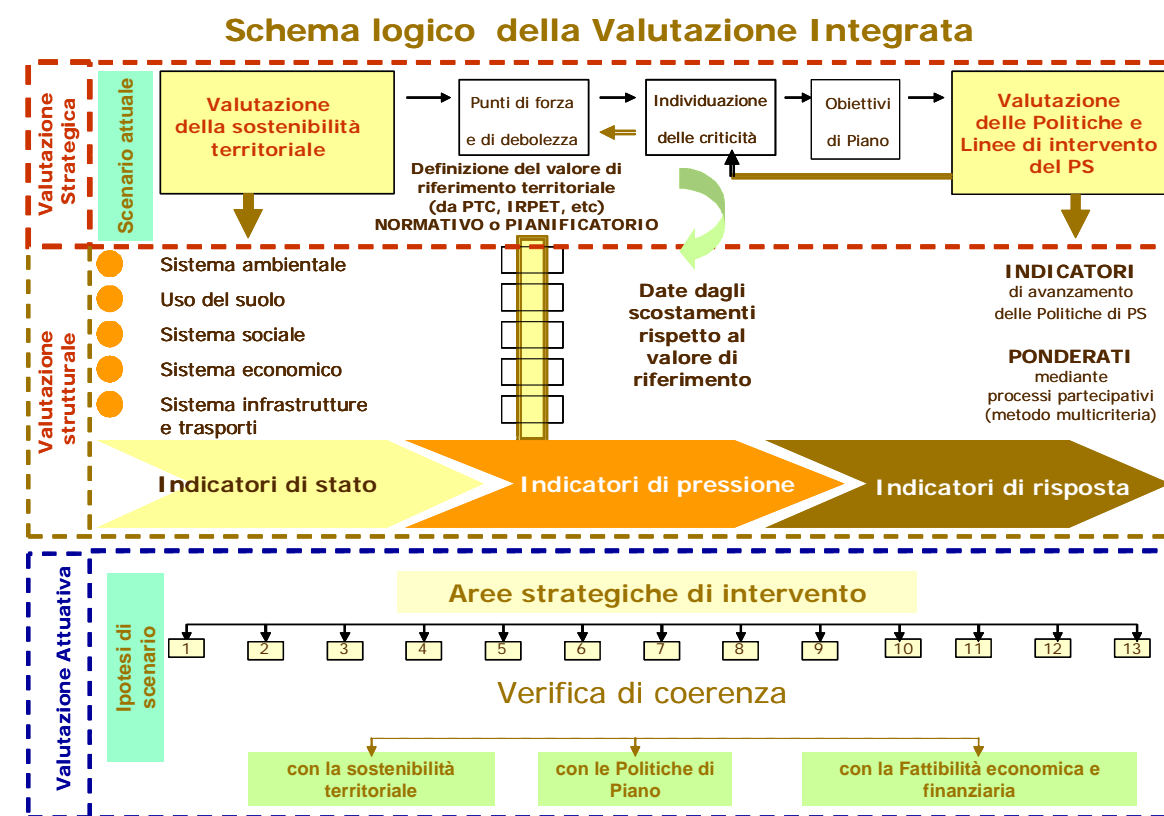 Schema logico della Valutazione Integrata
Valutazione
Strategica
Scenario attuale
Valutazione
della sostenibilità
territoriale
Punti di forza
e di debolezza
Individuazione
delle criticità
Obiettivi
di Piano
Valutazione
delle Politiche e
Linee di intervento
del PS
Definizione del valore di
riferimento territoriale
(da PTC, IRPET, etc)
NORMATIVO o PIANIFICATORIO
Valutazione
strutturale
Sistema ambientale
Uso del suolo
Sistema sociale
Sistema economico
Sistema infrastrutture
e trasporti
Date dagli
scostamenti
rispetto al
valore di
riferimento
INDICATORI
di avanzamento
delle Politiche di PS
PONDERATI
mediante
processi partecipativi
(metodo multicriteria)
Indicatori di stato
Indicatori di pressione
Indicatori di risposta
Valutazione Attuativa
Ipotesi di
scenario
Aree strategiche di intervento
1 2 3 4 5 6 7 8 9 10 11 12 13
Verifica di coerenza
con la sostenibilità
territoriale
con le Politiche di
Piano
con la Fattibilità economica e
finanziaria